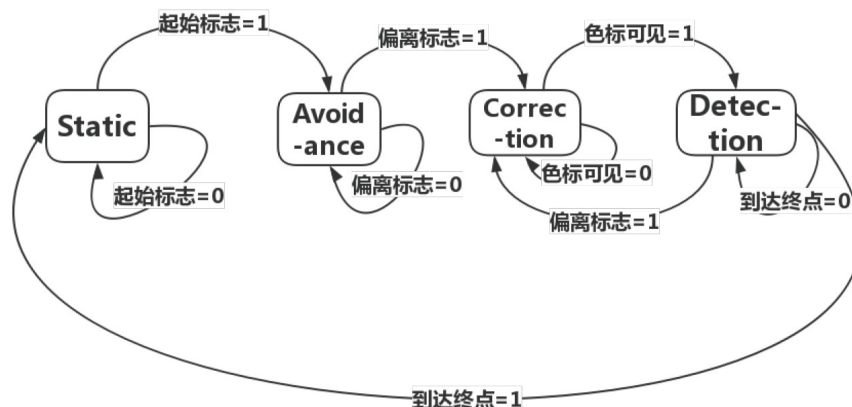 起始标志=1
偏离标志=1
色标可见=1
Static
Avoid
-ance
Correc
-tion
Detec-
tion
起始标志=0
偏离标志=0
色标可见=0
到达终点=0
偏离标志=1
到达终点=1